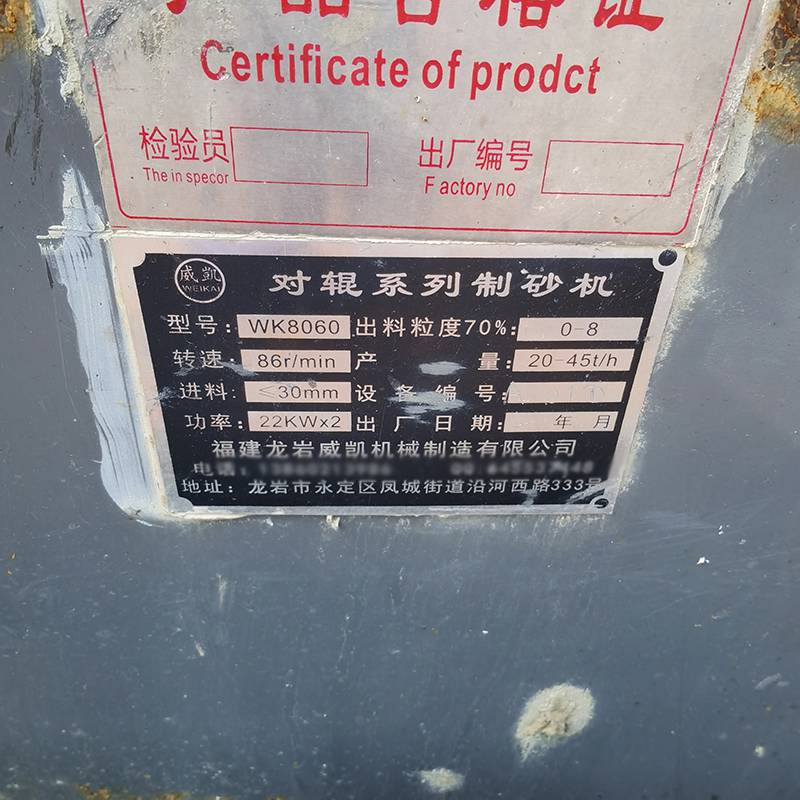 产品合格证
Certificate of prodct
检验员
The in specor
出厂编号
F actory no
威凯
WEIKAI
对辊系列制砂机
型号: WK8060 出料粒度70%: 0-8
转速: 86r/min 产 量: 20-45t/h
进料: ≤30mm 设备编号:
功率: 22KWx2 出厂日期: 年 月
福建龙岩威凯机械制造有限公司
电话:
地址: 龙岩市永定区凤城街道沿河西路333号